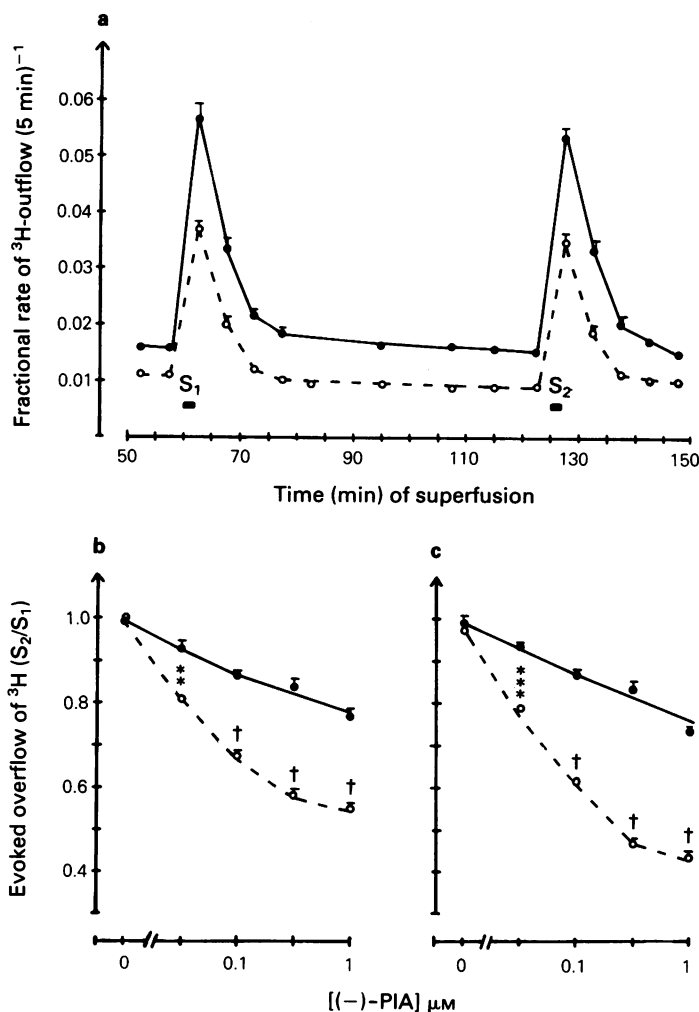 a
Fractional rate of ³H-outflow (5 min)⁻¹
0.06
0.05
0.04
0.03
0.02
0.01
S₁
S₂
50 70 90 110 130 150
Time (min) of superfusion
b
c
Evoked overflow of ³H (S₂/S₁)
1.0
0.8
0.6
0.4
**
†
†
†
***
†
†
†
0 0.1 1
0 0.1 1
[(−)-PIA] μM